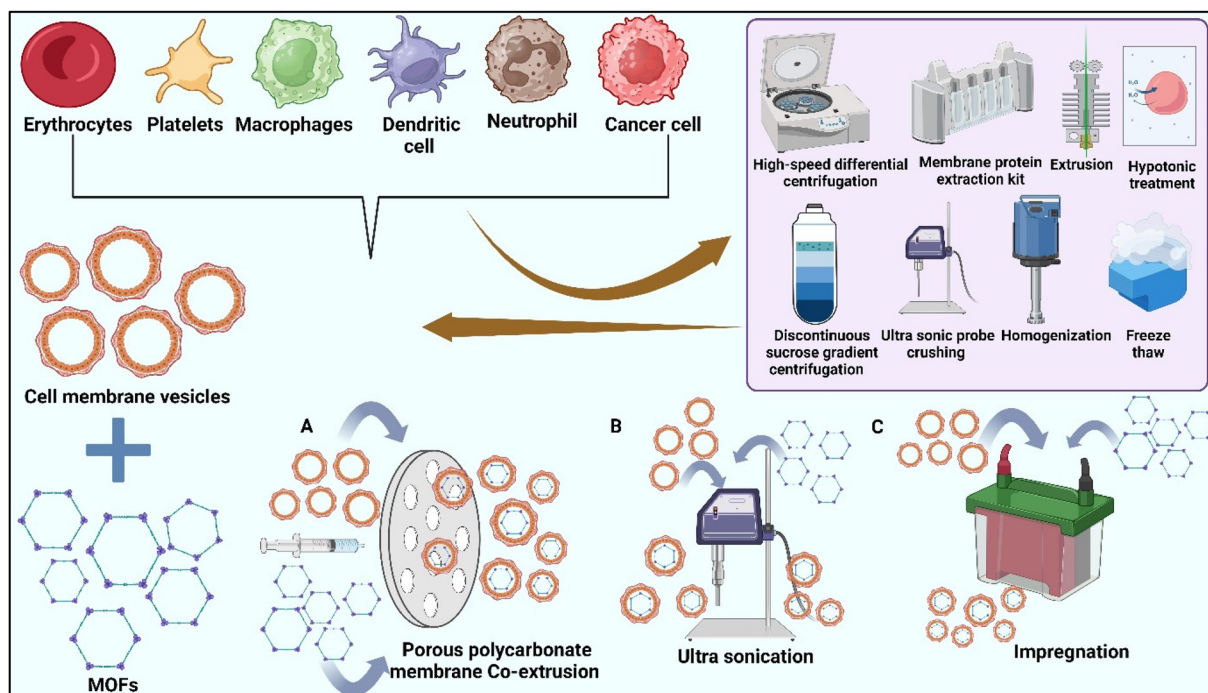 Erythrocytes
Platelets
Macrophages
Dendritic
cell
Neutrophil
Cancer cell
High-speed differential
centrifugation
Membrane protein
extraction kit
Extrusion
H₂O
H₂O
Hypotonic
treatment
Discontinuous
sucrose gradient
centrifugation
Ultra sonic probe
crushing
Homogenization
Freeze
thaw
Cell membrane vesicles
MOFs
A
Porous polycarbonate
membrane Co-extrusion
B
Ultra sonication
C
Impregnation